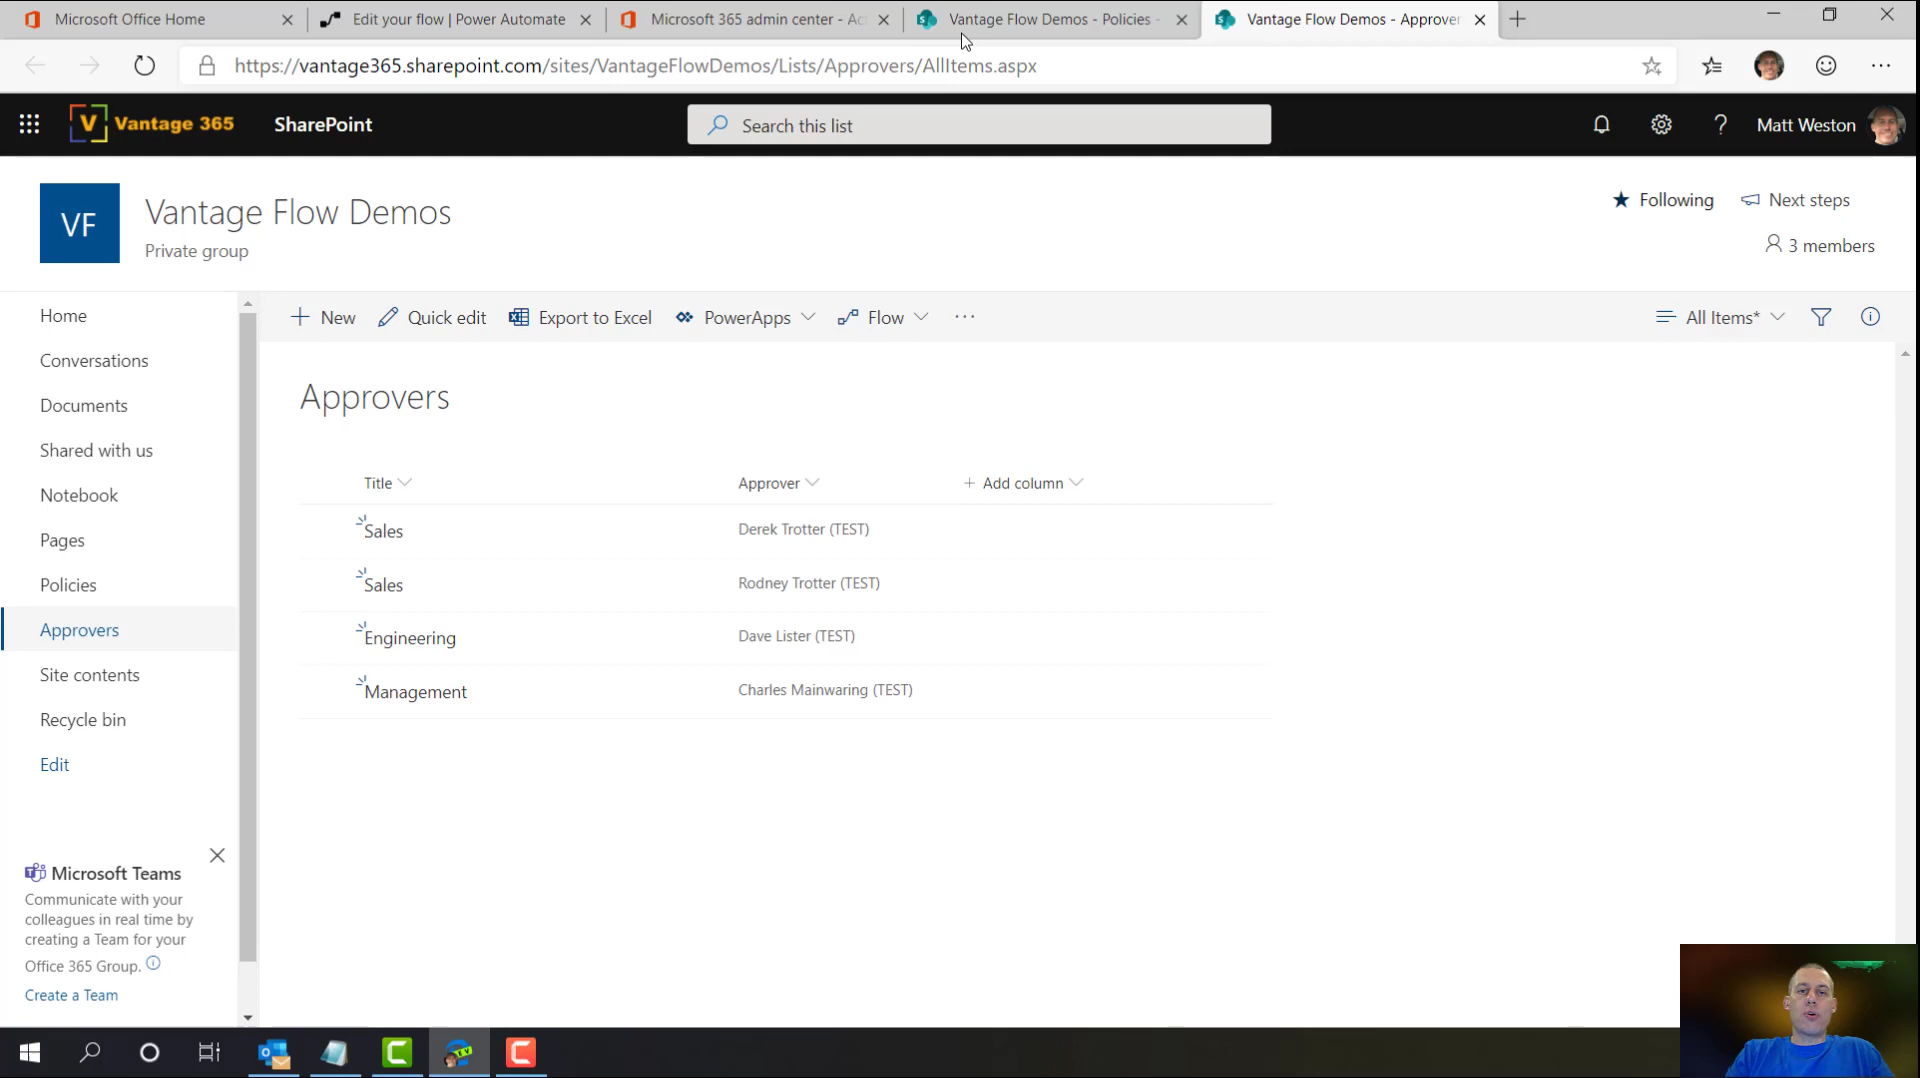 Microsoft Office Home
Edit your flow | Power Automate
Microsoft 365 admin center - Ac
Vantage Flow Demos - Policies -
Vantage Flow Demos - Approver
https://vantage365.sharepoint.com/sites/VantageFlowDemos/Lists/Approvers/AllItems.aspx
V Vantage 365
SharePoint
Search this list
Matt Weston
VF
Vantage Flow Demos
Private group
Following
Next steps
3 members
Home
Conversations
Documents
Shared with us
Notebook
Pages
Policies
Approvers
Site contents
Recycle bin
Edit
Microsoft Teams
Communicate with your
colleagues in real time by
creating a Team for your
Office 365 Group.
Create a Team
+ New
Quick edit
Export to Excel
PowerApps
Flow
...
All Items*
Approvers
Title
Approver
+ Add column
Sales
Derek Trotter (TEST)
Sales
Rodney Trotter (TEST)
Engineering
Dave Lister (TEST)
Management
Charles Mainwaring (TEST)